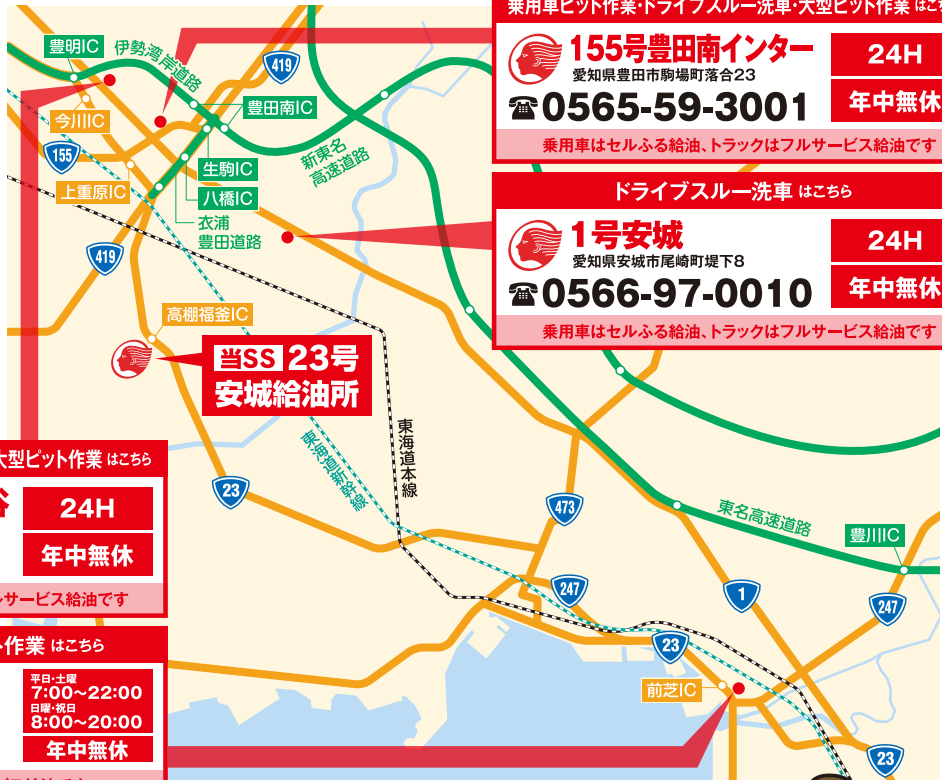 乗用車ピット作業・ドライブスルー洗車・大型ピット作業
155号豊田南インター
愛知県豊田市駒場町落合23
☎0565-59-3001
24H
年中無休
乗用車はセルふる給油、トラックはフルサービス給油です
ドライブスルー洗車 はこちら
1号安城
愛知県安城市尾崎町堤下8
☎0566-97-0010
24H
年中無休
乗用車はセルふる給油、トラックはフルサービス給油です
豊明IC
伊勢湾岸道路
419
豊田南IC
今川IC
155
生駒IC
新東名
高速道路
上重原IC
八橋IC
衣浦
豊田道路
419
高棚福釜IC
当SS 23号
安城給油所
東海道本線
東海道新幹線
23
473
東名高速道路
豊川IC
247
1
247
23
前芝IC
23
大型ピット作業 はこちら
24H
年中無休
サービス給油です
作業 はこちら
平日・土曜
7:00〜22:00
日曜・祝日
8:00〜20:00
年中無休